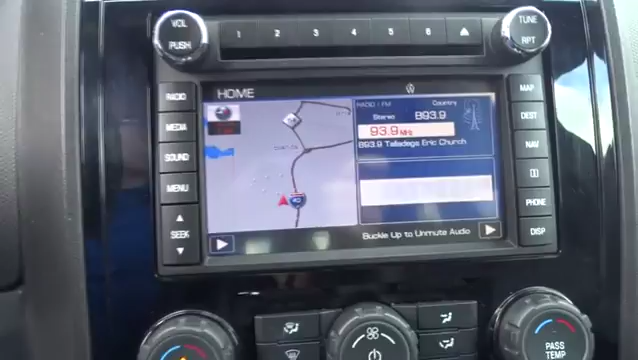 VOL
PUSH
1 2 3 4 5 6
TUNE
RPT
HOME
RADIO
MEDIA
SOUND
MENU
SEEK
MAP
DEST
NAV
PHONE
DISP
RADIO : FM
Country
Stereo B93.9
93.9 MHz
B93.9 Talladega Eric Church
40
Buckle Up to Unmute Audio
PASS
TEMP